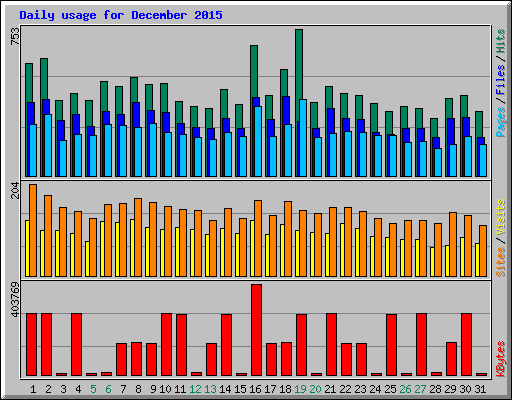 Daily usage for December 2015
753
Pages / Files / Hits
204
Sites / Visits
403769
KBytes
1 2 3 4 5 6 7 8 9 10 11 12 13 14 15 16 17 18 19 20 21 22 23 24 25 26 27 28 29 30 31